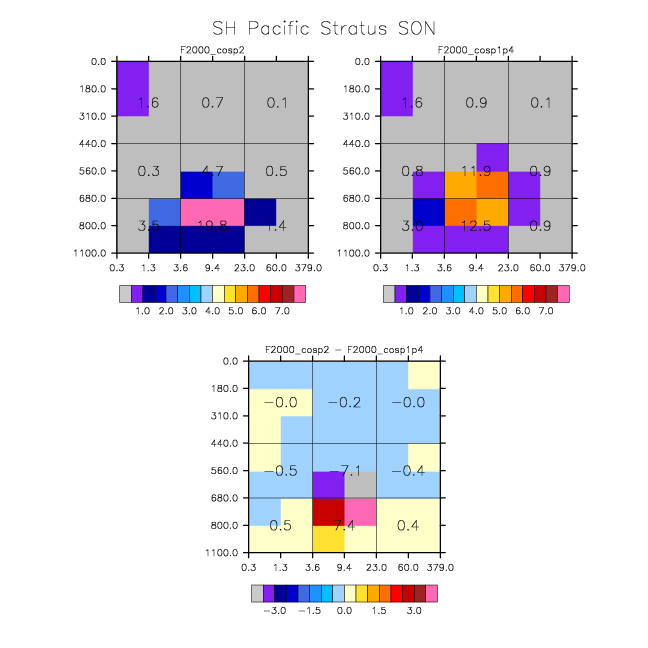 SH Pacific Stratus SON
F2000_cosp2
F2000_cosp1p4
0.0
180.0
310.0
440.0
560.0
680.0
800.0
1100.0
1.6 0.7 0.1
0.3 4.7 0.5
3.5 19.8 1.4
0.3 1.3 3.6 9.4 23.0 60.0 379.0
1.0 2.0 3.0 4.0 5.0 6.0 7.0
0.0
180.0
310.0
440.0
560.0
680.0
800.0
1100.0
1.6 0.9 0.1
0.8 11.9 0.9
3.0 12.5 0.9
0.3 1.3 3.6 9.4 23.0 60.0 379.0
1.0 2.0 3.0 4.0 5.0 6.0 7.0
F2000_cosp2 − F2000_cosp1p4
0.0
180.0
310.0
440.0
560.0
680.0
800.0
1100.0
−0.0 −0.2 −0.0
−0.5 −7.1 −0.4
0.5 7.4 0.4
0.3 1.3 3.6 9.4 23.0 60.0 379.0
−3.0 −1.5 0.0 1.5 3.0